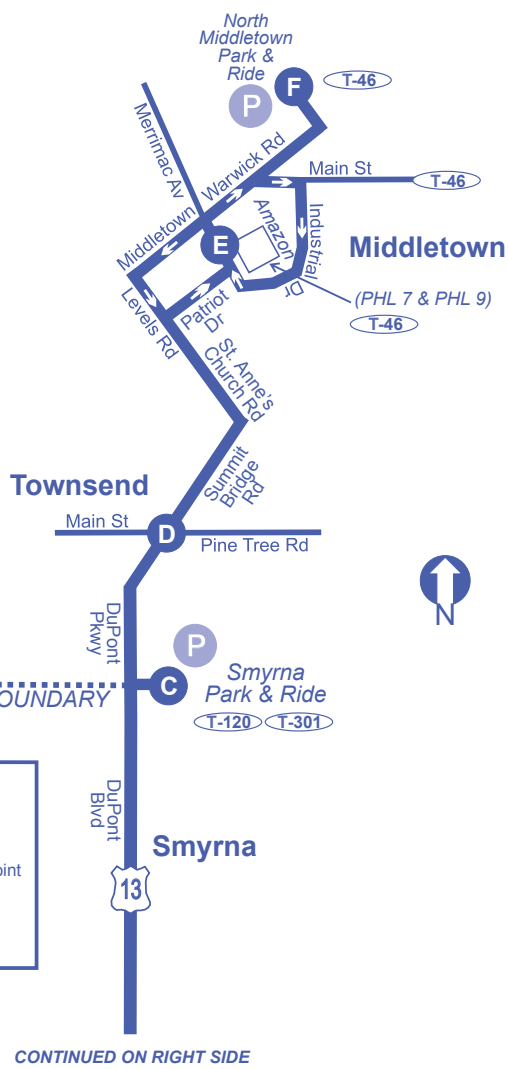 North
Middletown
Park &
Ride
P
F
T-46
Merrimac Av
Middletown Warwick Rd
Main St
T-46
E
Amazon
Industrial
Dr
Middletown
(PHL 7 & PHL 9)
T-46
Levels Rd
Patriot
Dr
St. Anne's
Church Rd
Summit
Bridge
Rd
Townsend
Main St
D
Pine Tree Rd
N
DuPont
Pkwy
P
C
OUNDARY
Smyrna
Park & Ride
T-120
T-301
DuPont
Blvd
Smyrna
oint
13
CONTINUED ON RIGHT SIDE